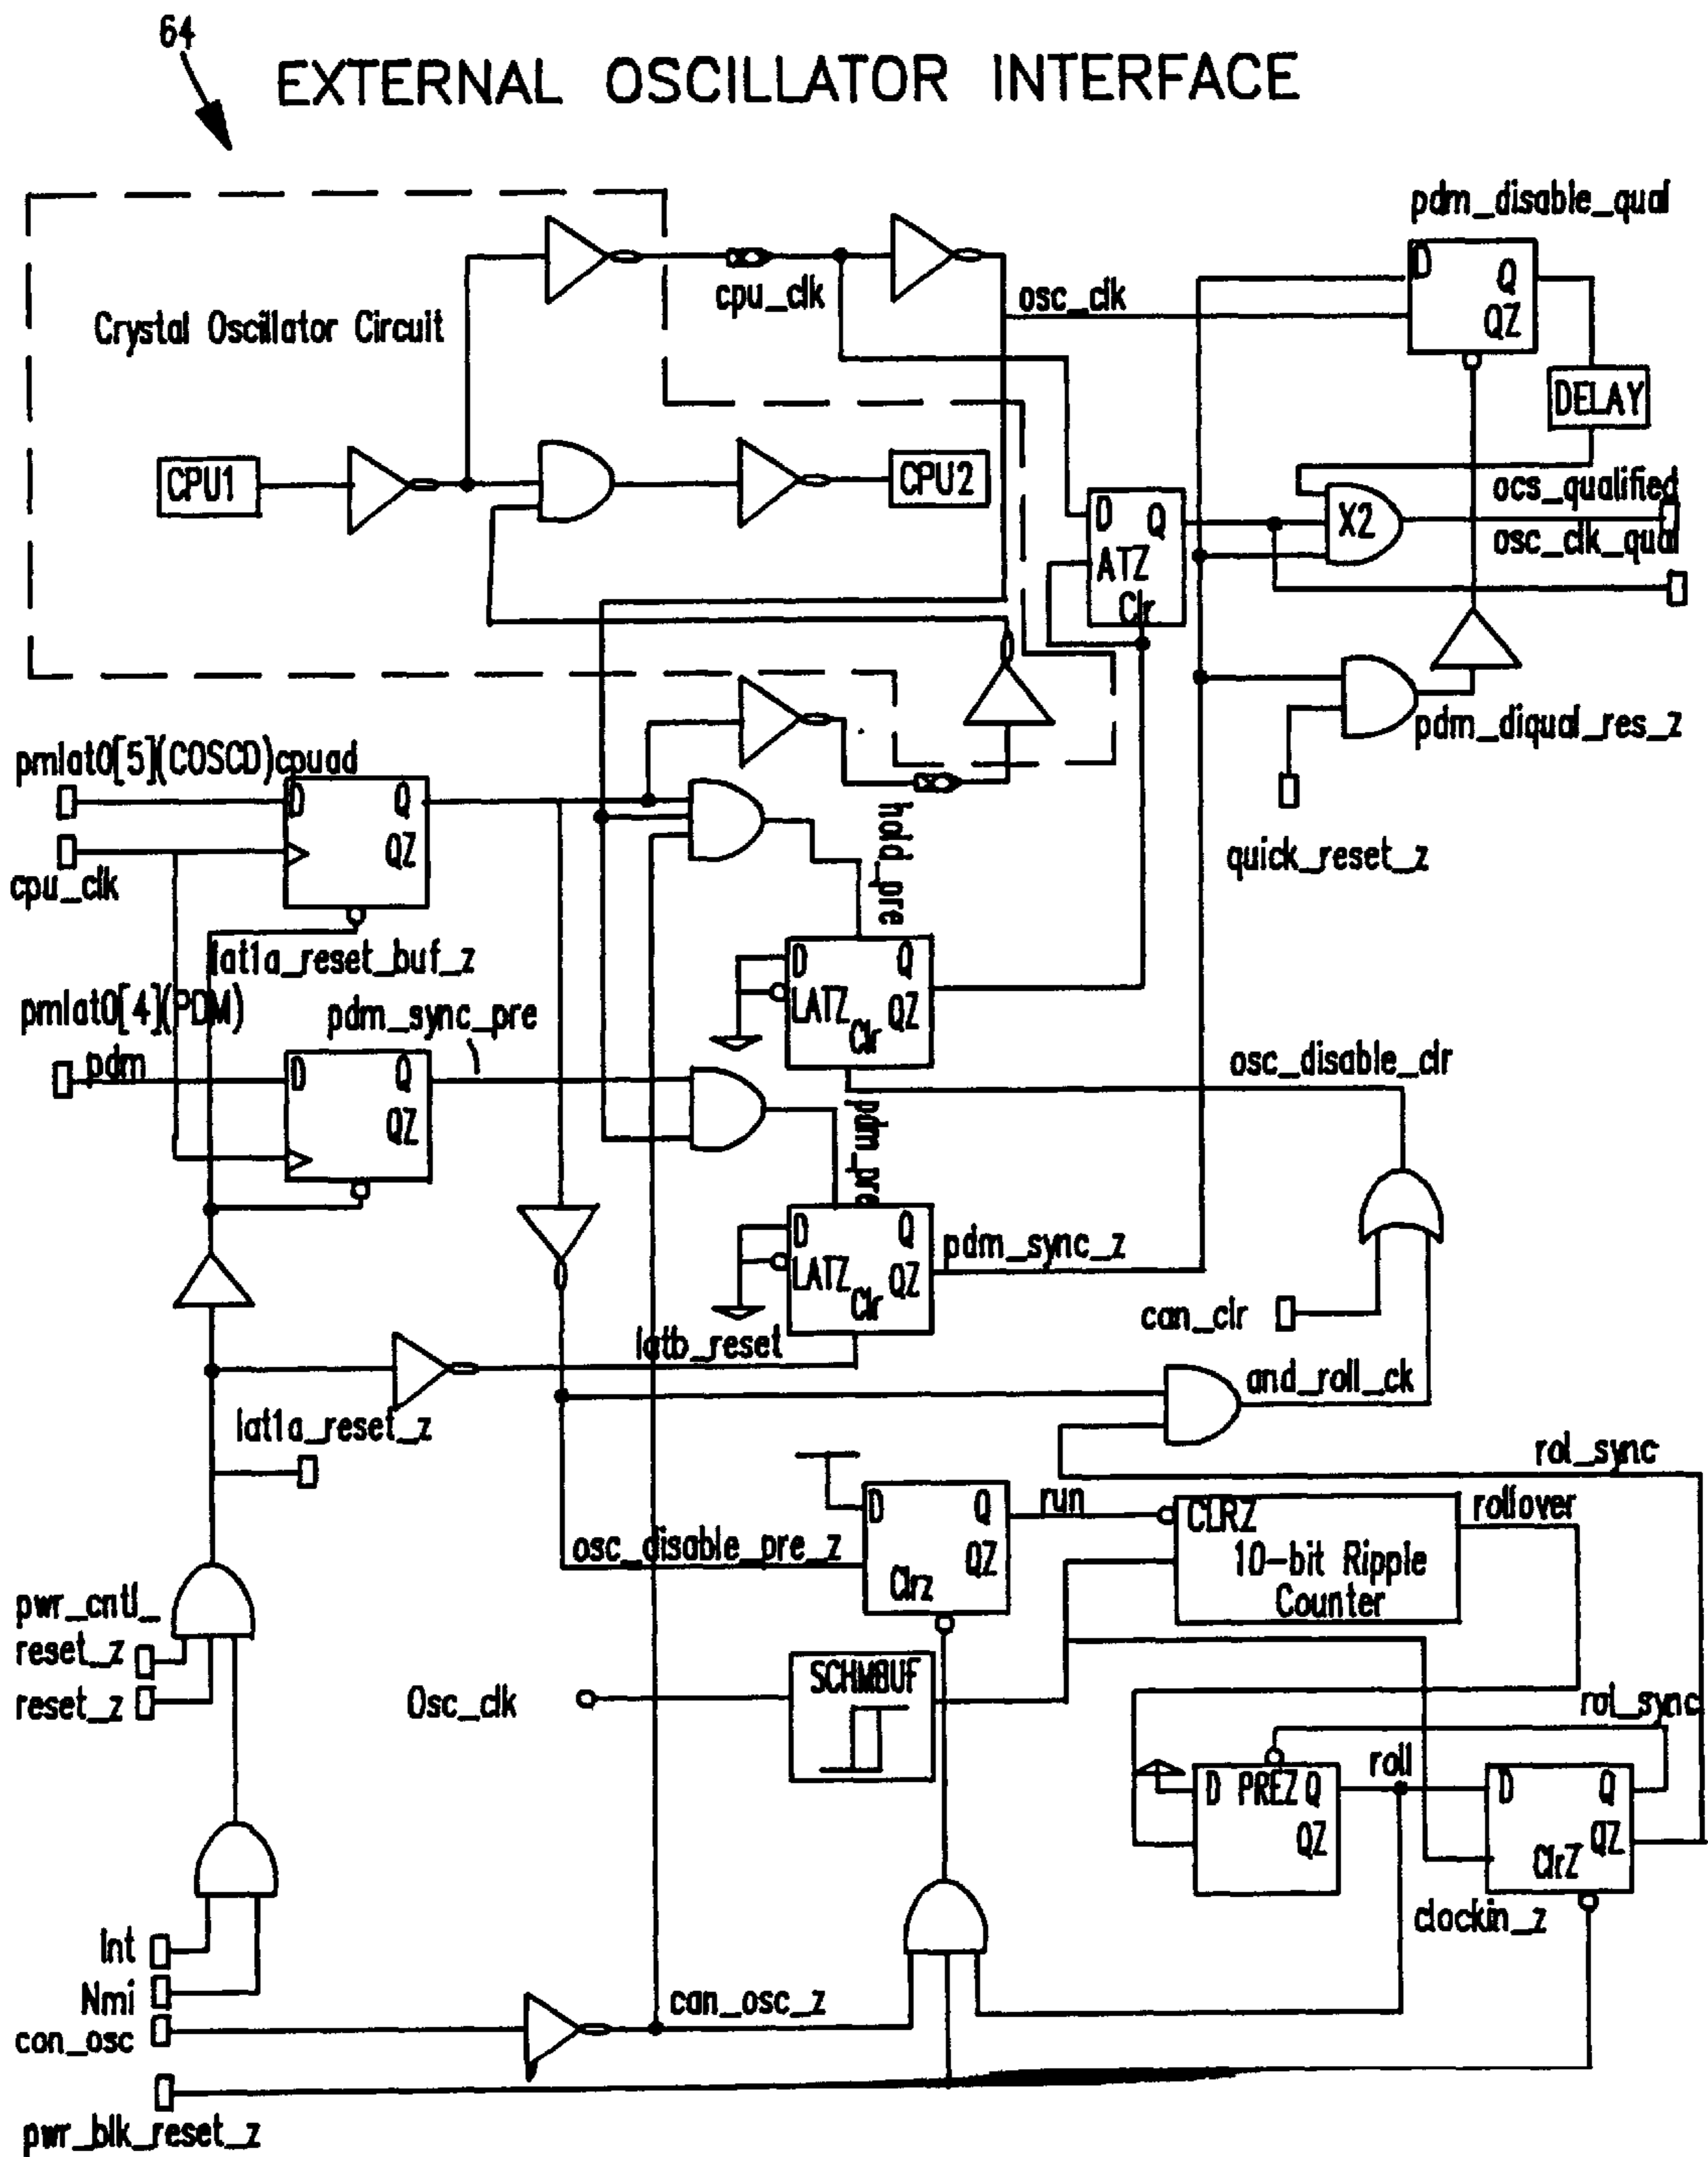 64
EXTERNAL OSCILLATOR INTERFACE
pdm_disable_qual
D Q
QZ
cpu_clk
osc_clk
Crystal Oscillator Circuit
DELAY
CPU1
CPU2
D Q
ATZ
Clr
X2
ocs_qualified
osc_clk_qual
pdm_diqual_res_z
quick_reset_z
pmlat0[5](COSCD)cpuad
D Q
QZ
cpu_clk
hold_pre
lat1a_reset_buf_z
D Q
LATZ QZ
Clr
pmlat0[4](PDM)
pdm_sync_pre
pdm
D Q
QZ
osc_disable_clr
pdm_pre
D Q
LATZ QZ
Clr
pdm_sync_z
can_clr
latb_reset
and_roll_ck
lat1a_reset_z
rol_sync
D Q
QZ
Clrz
run
CLRZ
10-bit Ripple
Counter
rollover
osc_disable_pre_z
pwr_cntl_
reset_z
reset_z
Osc_clk
SCHMBUF
rol_sync
roll
D PREZ Q
QZ
D Q
QZ
ClrZ
clockin_z
Int
Nmi
con_osc
can_osc_z
pwr_blk_reset_z